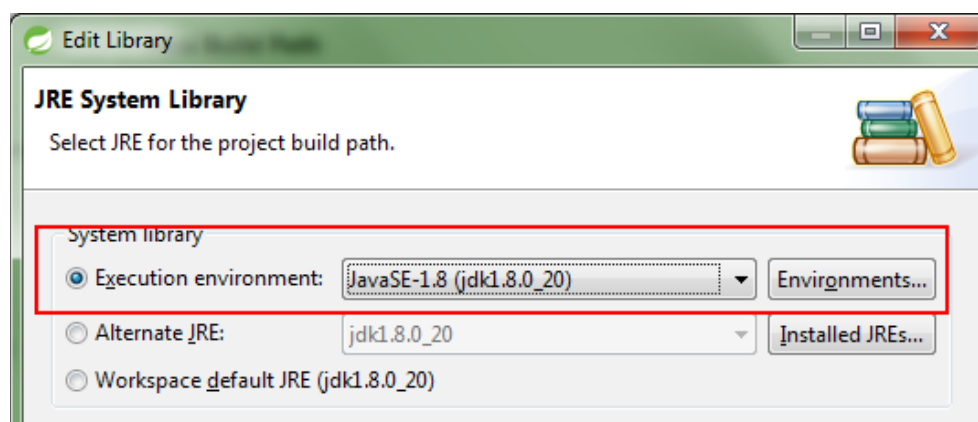 Edit Library
JRE System Library
Select JRE for the project build path.
System library
Execution environment: JavaSE-1.8 (jdk1.8.0_20) Environments...
Alternate JRE: jdk1.8.0_20 Installed JREs...
Workspace default JRE (jdk1.8.0_20)